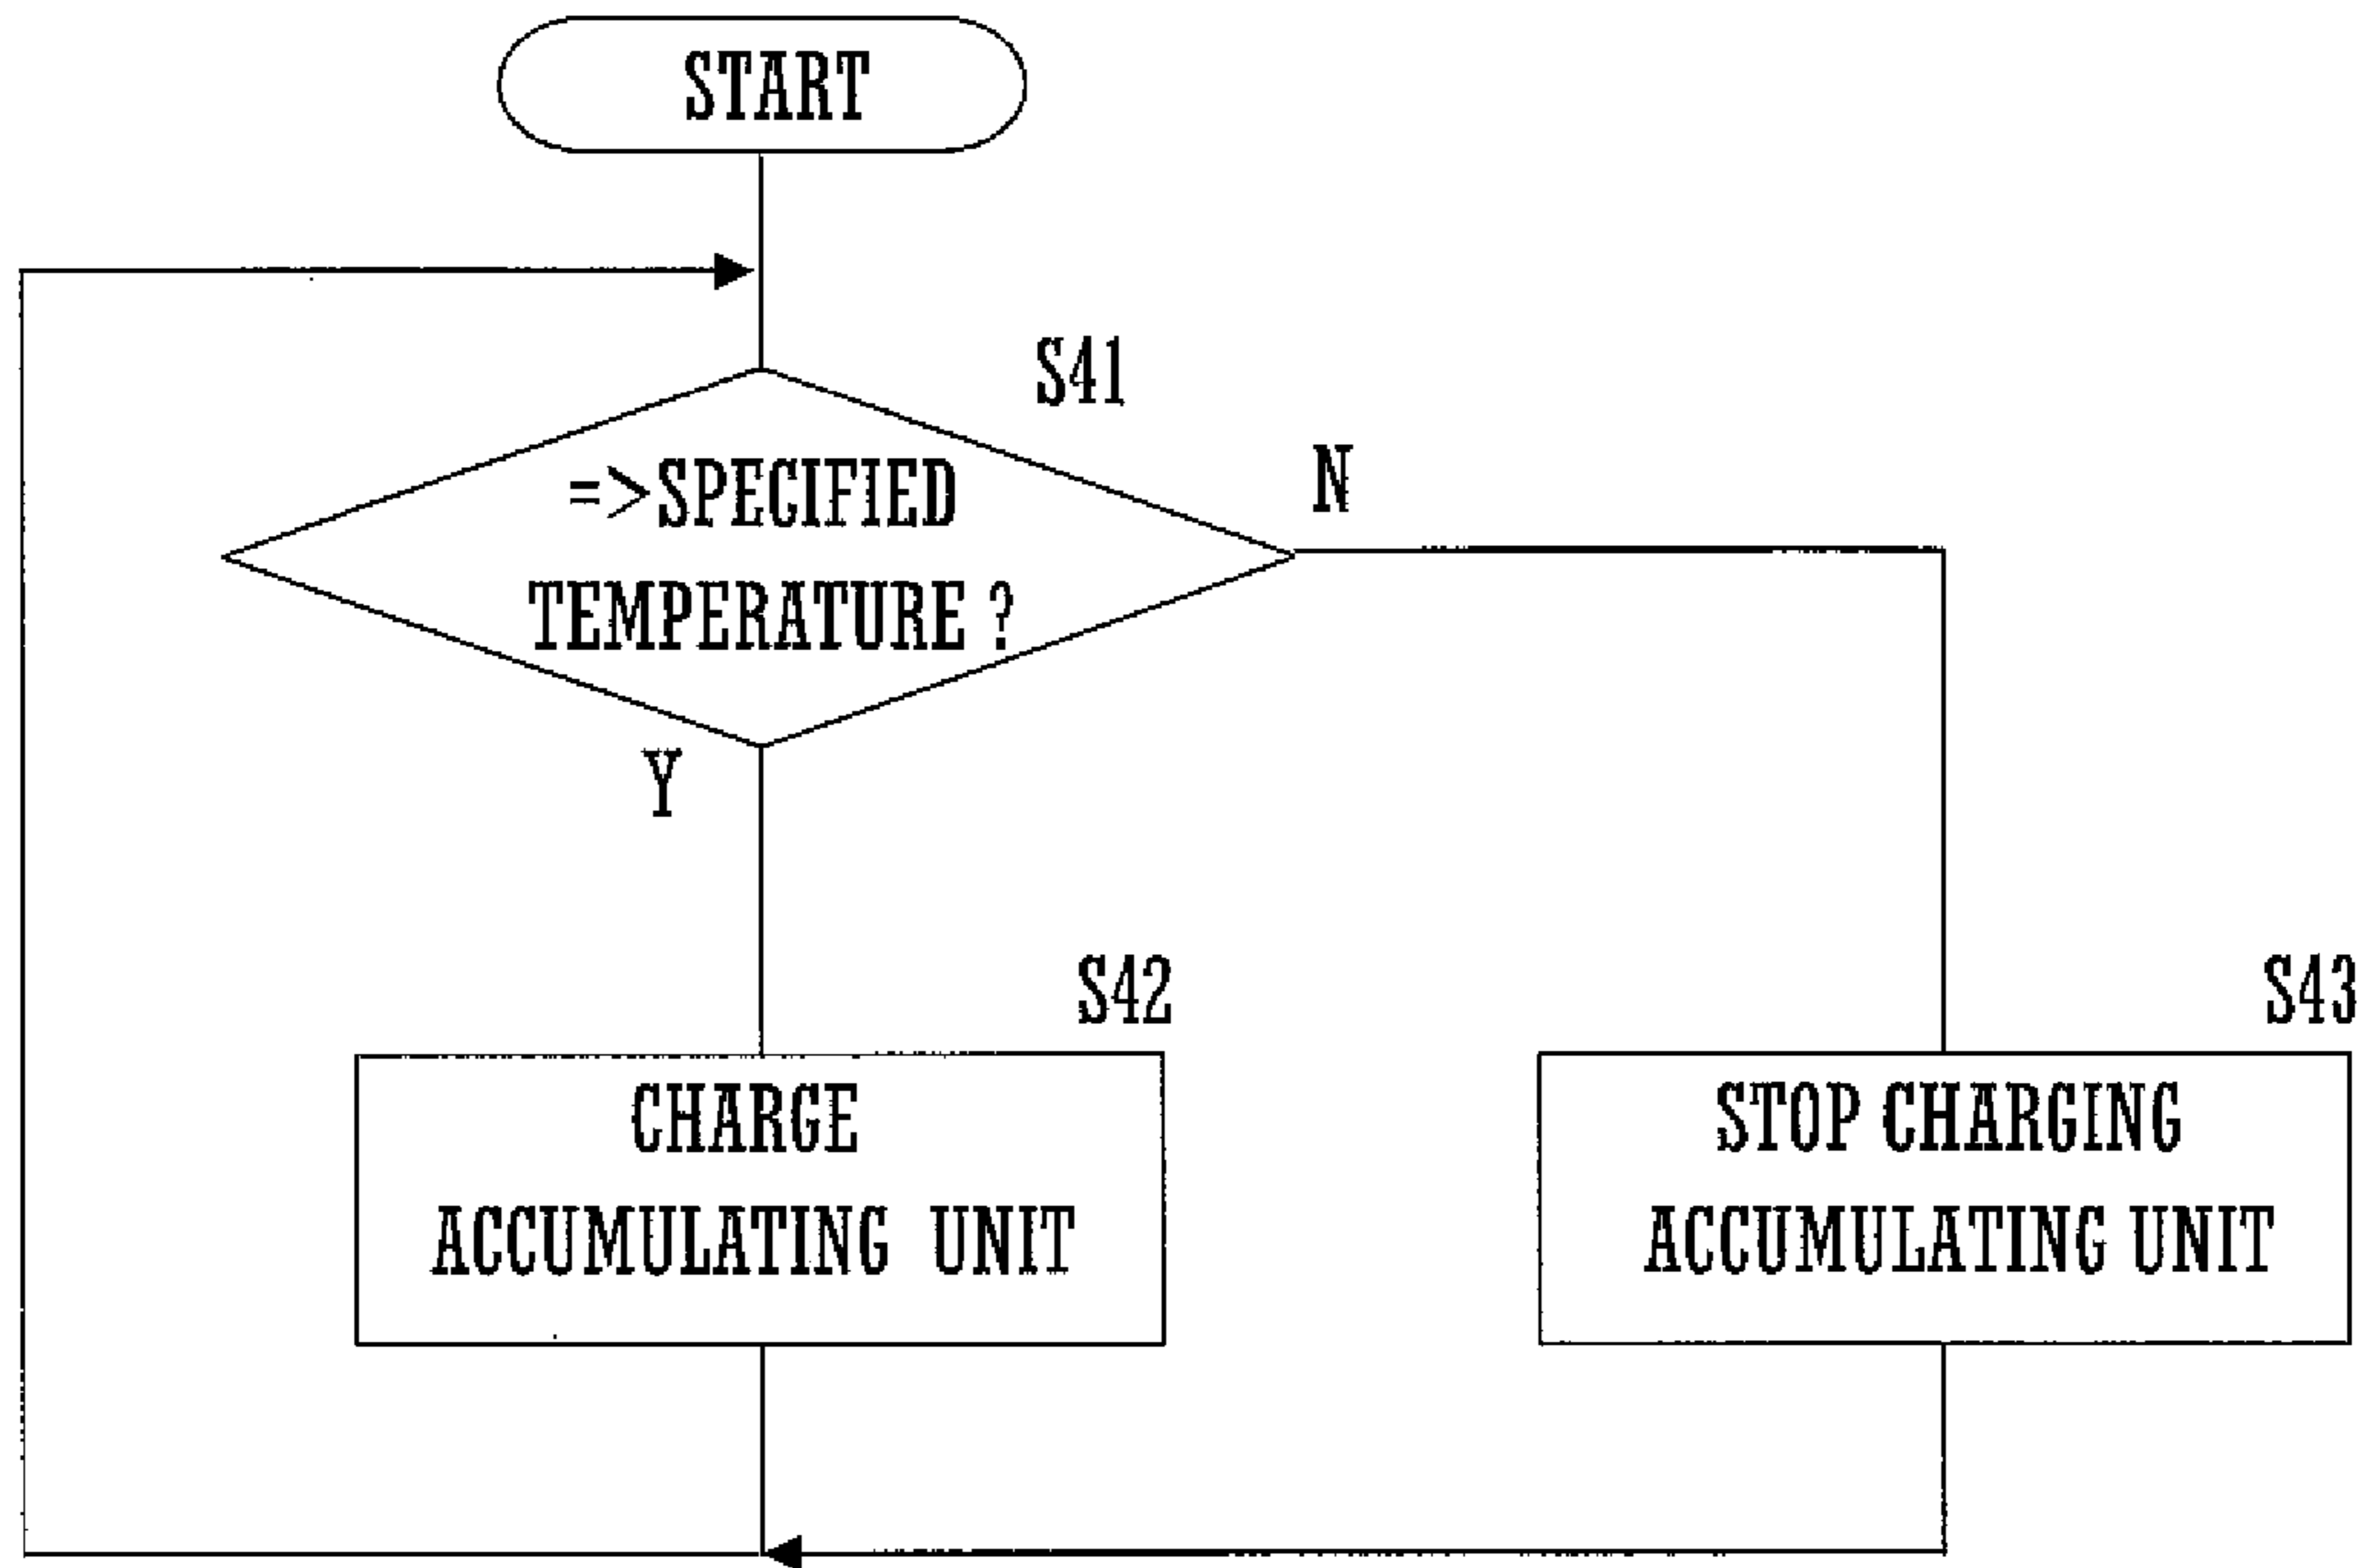 START
S41
=>SPECIFIED
N
TEMPERATURE ?
Y
S42
S43
CHARGE
ACCUMULATING UNIT
STOP CHARGING
ACCUMULATING UNIT